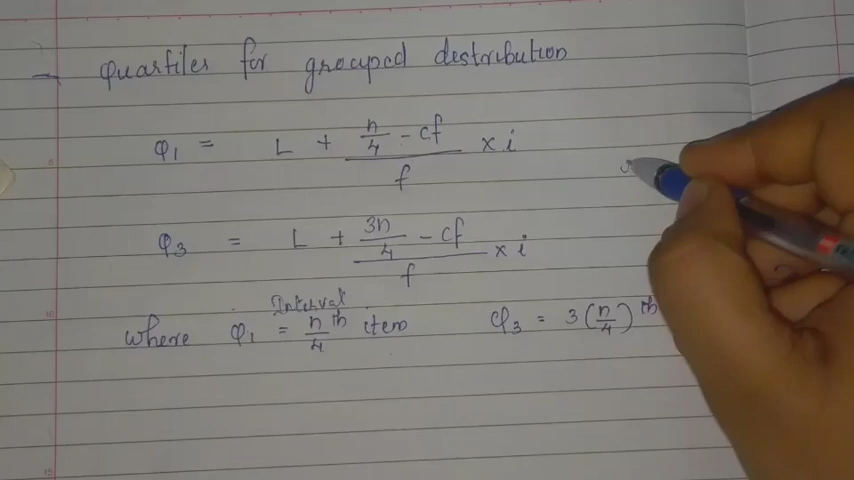 → Quartiles for grouped distribution
Q₁ = L + (n/4 - cf)/f × i
Q₃ = L + (3n/4 - cf)/f × i
Interval
where Q₁ = n/4 th item Q₃ = 3(n/4)th